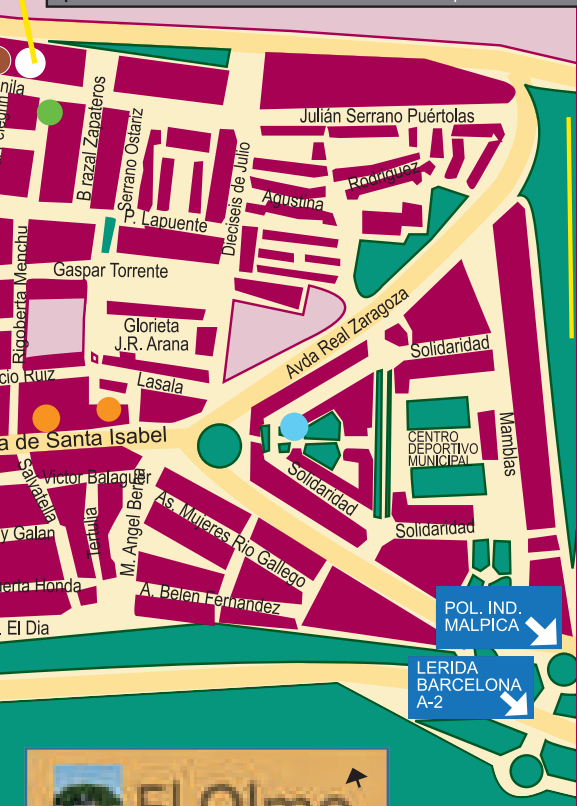 nila
Julián Serrano Puértolas
B razal Zapateros
Serrano Ostariz
Dieciseis de Julio
Rodriguez
Agustina
P. Lapuente
Rigoberta Menchu
Gaspar Torrente
Glorieta
J.R. Arana
Avda Real Zaragoza
Solidaridad
cio Ruiz
Lasala
a de Santa Isabel
CENTRO
DEPORTIVO
MUNICIPAL
Mamblas
Salvatella
Victor Balaguer
Solidaridad
Tertulia
M. Angel Berna
As. Mujeres Rio Gallego
Solidaridad
y Galan
erta Honda
A. Belen Fernandez
. El Dia
POL. IND.
MALPICA
LERIDA
BARCELONA
A-2
El Olmo